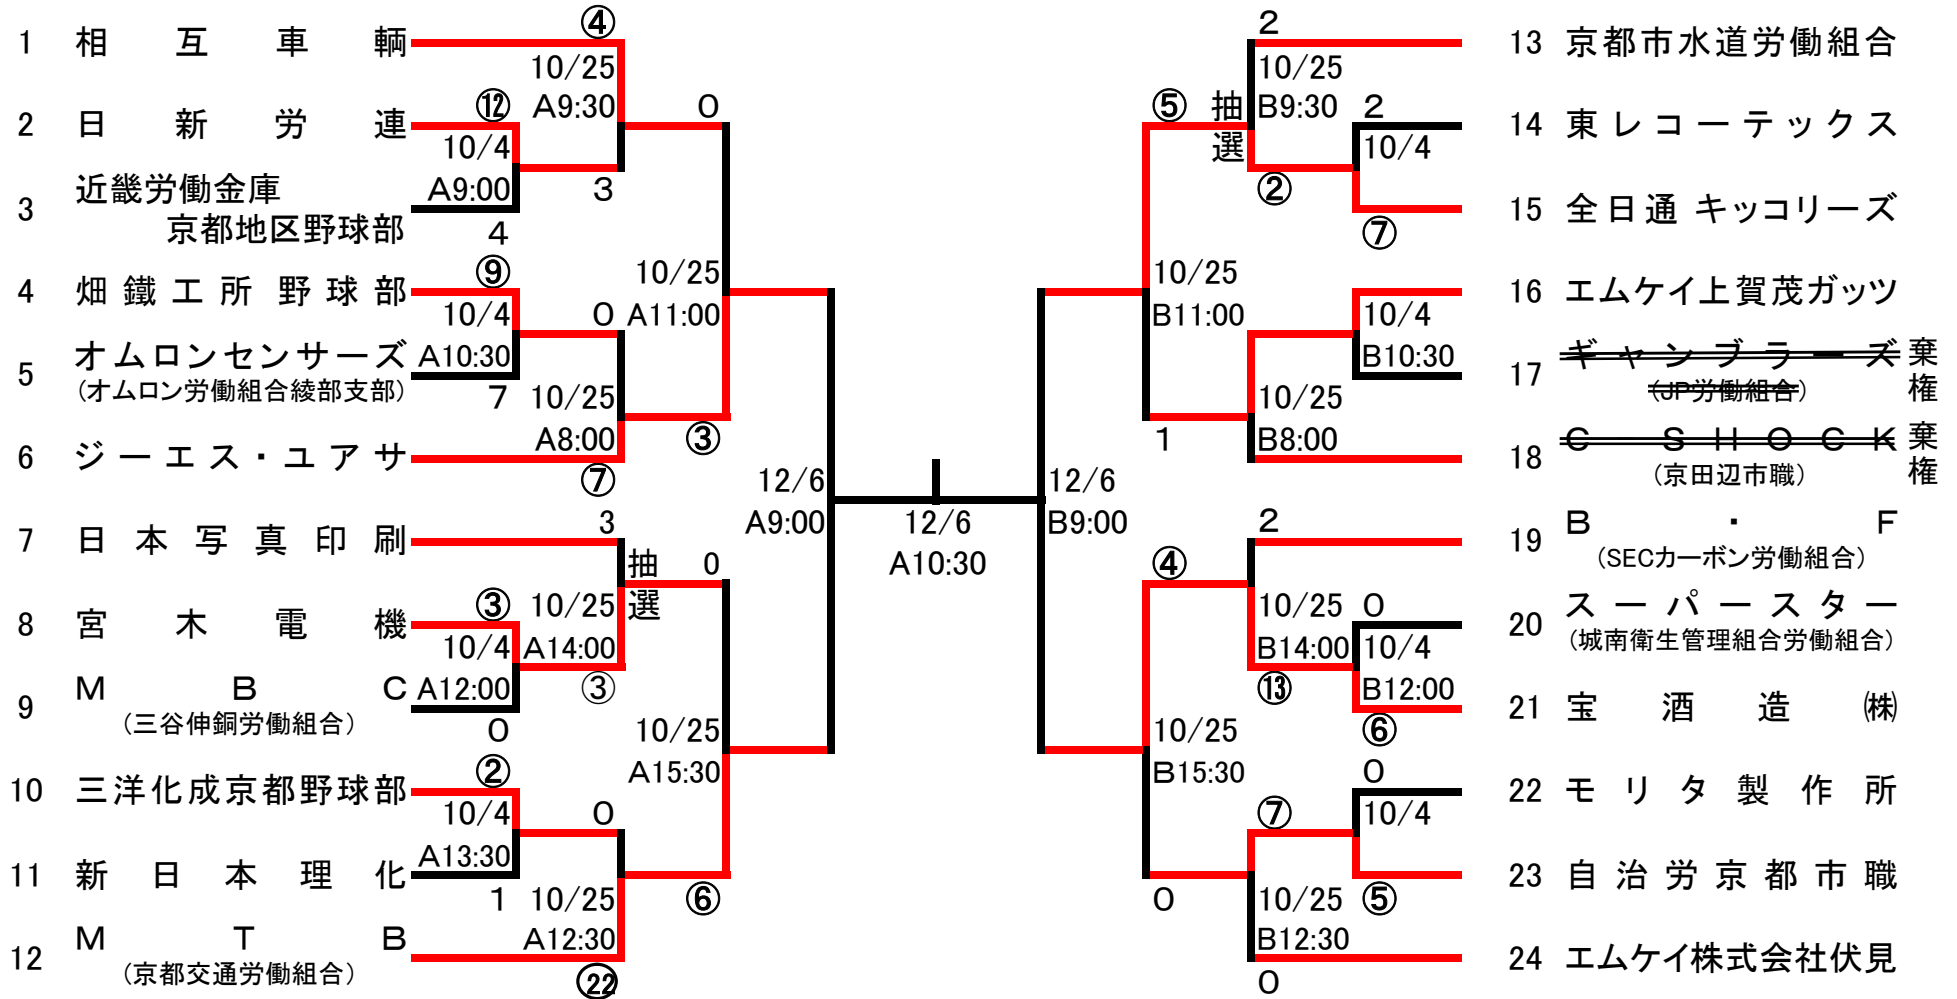 1 相互車輌
④
10/25
A9:30
2 日新労連
⑫
10/4
A9:00
0
3
3 近畿労働金庫
京都地区野球部
4
4 畑鐵工所野球部
⑨
10/4
A10:30
0
10/25
A11:00
5 オムロンセンサーズ
(オムロン労働組合綾部支部)
7
10/25
A8:00
③
6 ジーエス・ユアサ
⑦
12/6
A9:00
7 日本写真印刷
3
抽選
0
10/25
A14:00
8 宮木電機
③
10/4
A12:00
③
9 MBC
(三谷伸銅労働組合)
0
10/25
A15:30
10 三洋化成京都野球部
②
10/4
A13:30
0
11 新日本理化
1
10/25
A12:30
⑥
12 MTB
(京都交通労働組合)
㉒
12/6
A10:30
2
13 京都市水道労働組合
10/25
B9:30
⑤
抽選
2
14 東レコーテックス
10/4
②
15 全日通 キッコリーズ
⑦
10/25
B11:00
16 エムケイ上賀茂ガッツ
10/4
B10:30
17 ギャンブラーズ
(JP労働組合)
棄権
10/25
B8:00
1
18 C SHOCK
(京田辺市職)
棄権
12/6
B9:00
2
19 B・F
(SECカーボン労働組合)
④
10/25
B14:00
0
20 スーパースター
(城南衛生管理組合労働組合)
10/4
B12:00
⑬
21 宝酒造㈱
⑥
10/25
B15:30
0
22 モリタ製作所
10/4
⑦
23 自治労京都市職
⑤
0
10/25
B12:30
24 エムケイ株式会社伏見
0